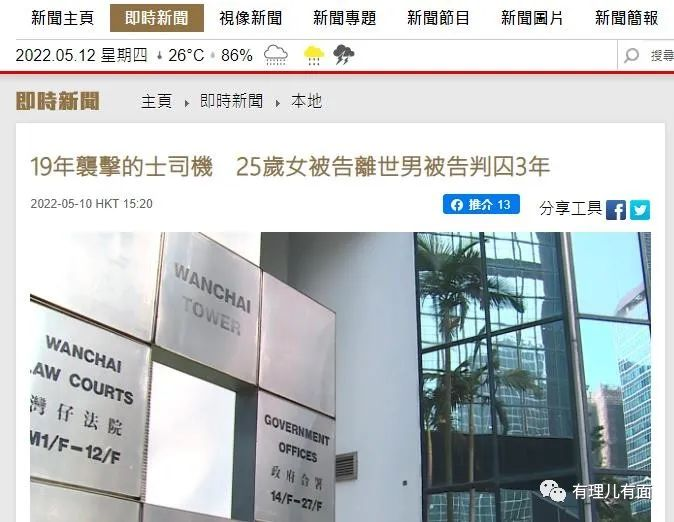 新聞主頁 即時新聞 視像新聞 新聞專題 新聞節目 新聞圖片 新聞簡報
2022.05.12 星期四 26°C 86% 搜尋
即時新聞 主頁 即時新聞 本地
19年襲擊的士司機 25歲女被告離世男被告判囚3年
2022-05-10 HKT 15:20 推介 13 分享工具
WANCHAI
TOWER
WANCHAI
LAW COURTS
灣仔法院
M1/F-12/F
GOVERNMENT
OFFICES
政府合署
14/F-27/F
有理儿有面